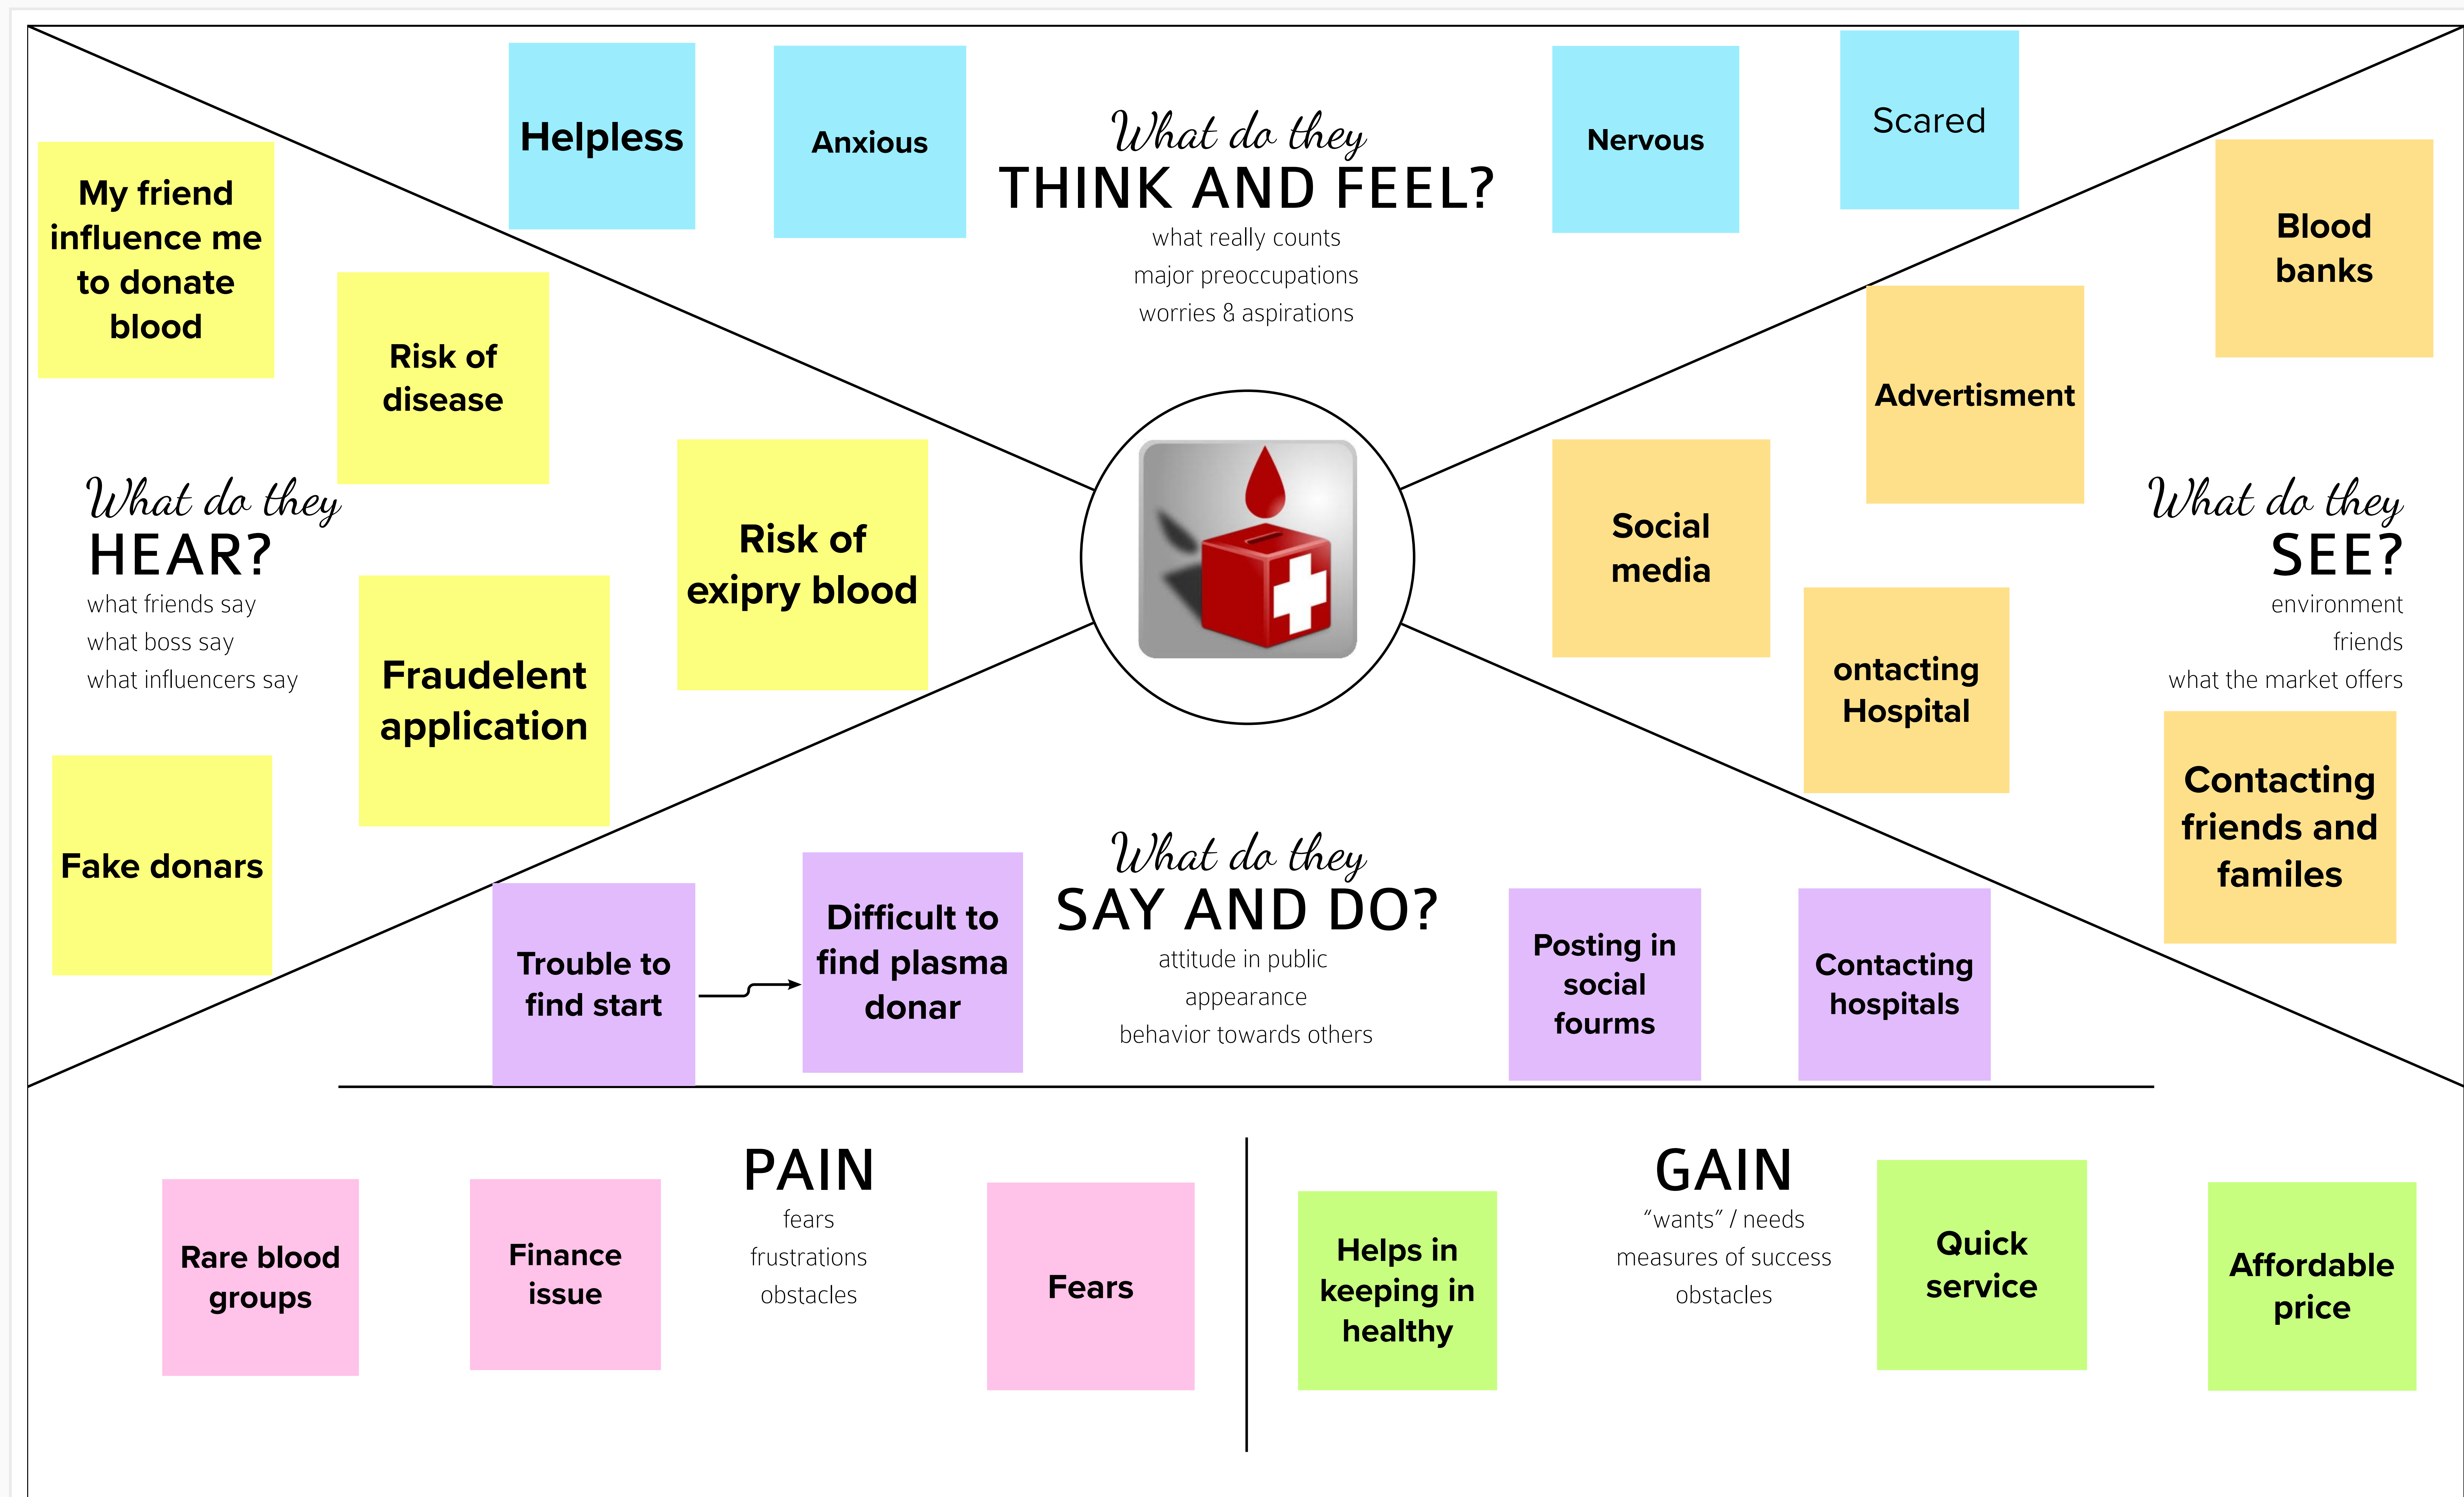 Helpless
Anxious
What do they
THINK AND FEEL?
what really counts
major preoccupations
worries & aspirations
Nervous
Scared
My friend
influence me
to donate
blood
Risk of
disease
Risk of
exipry blood
What do they
HEAR?
what friends say
what boss say
what influencers say
Fraudelent
application
Fake donars
Blood
banks
Advertisment
Social
media
What do they
SEE?
environment
friends
what the market offers
ontacting
Hospital
Contacting
friends and
familes
What do they
SAY AND DO?
attitude in public
appearance
behavior towards others
Trouble to
find start
Difficult to
find plasma
donar
Posting in
social
fourms
Contacting
hospitals
PAIN
fears
frustrations
obstacles
Rare blood
groups
Finance
issue
Fears
GAIN
“wants” / needs
measures of success
obstacles
Helps in
keeping in
healthy
Quick
service
Affordable
price